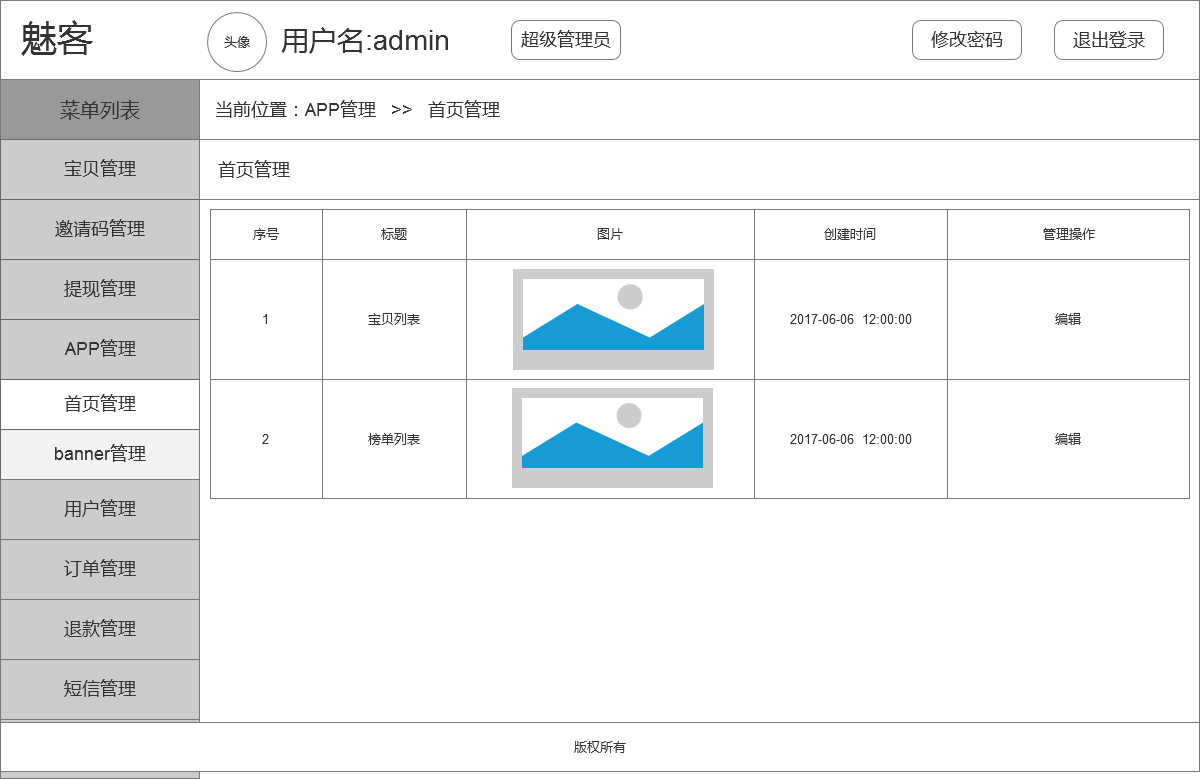 魅客
头像
用户名:admin
超级管理员
修改密码
退出登录
菜单列表
宝贝管理
邀请码管理
提现管理
APP管理
首页管理
banner管理
用户管理
订单管理
退款管理
短信管理
当前位置：APP管理 >> 首页管理
首页管理
序号 标题 图片 创建时间 管理操作
1 宝贝列表 2017-06-06 12:00:00 编辑
2 榜单列表 2017-06-06 12:00:00 编辑
版权所有